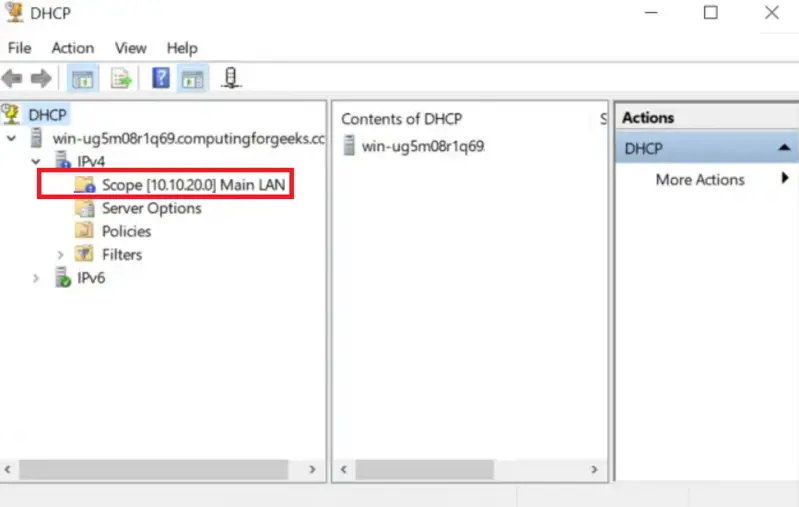 DHCP
File Action View Help
DHCP
win-ug5m08r1q69.computingforgeeks.cc
IPv4
Scope [10.10.20.0] Main LAN
Server Options
Policies
Filters
IPv6
Contents of DHCP S
win-ug5m08r1q69
Actions
DHCP
More Actions